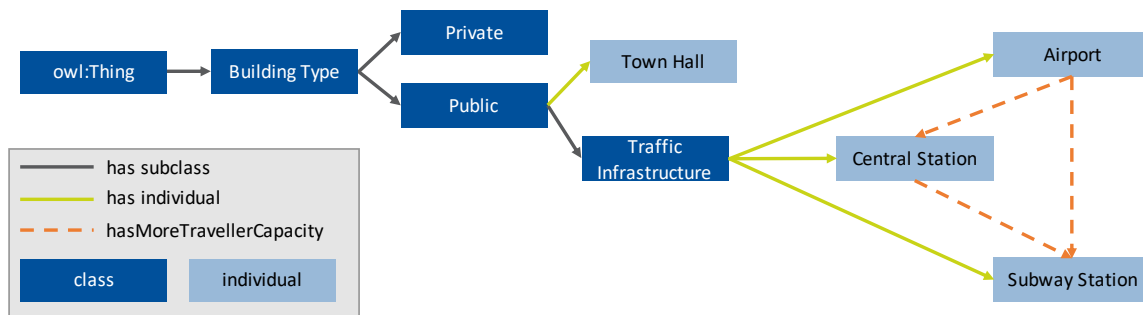 owl:Thing
Building Type
Private
Public
Town Hall
Traffic
Infrastructure
Airport
Central Station
Subway Station
has subclass
has individual
hasMoreTravellerCapacity
class
individual